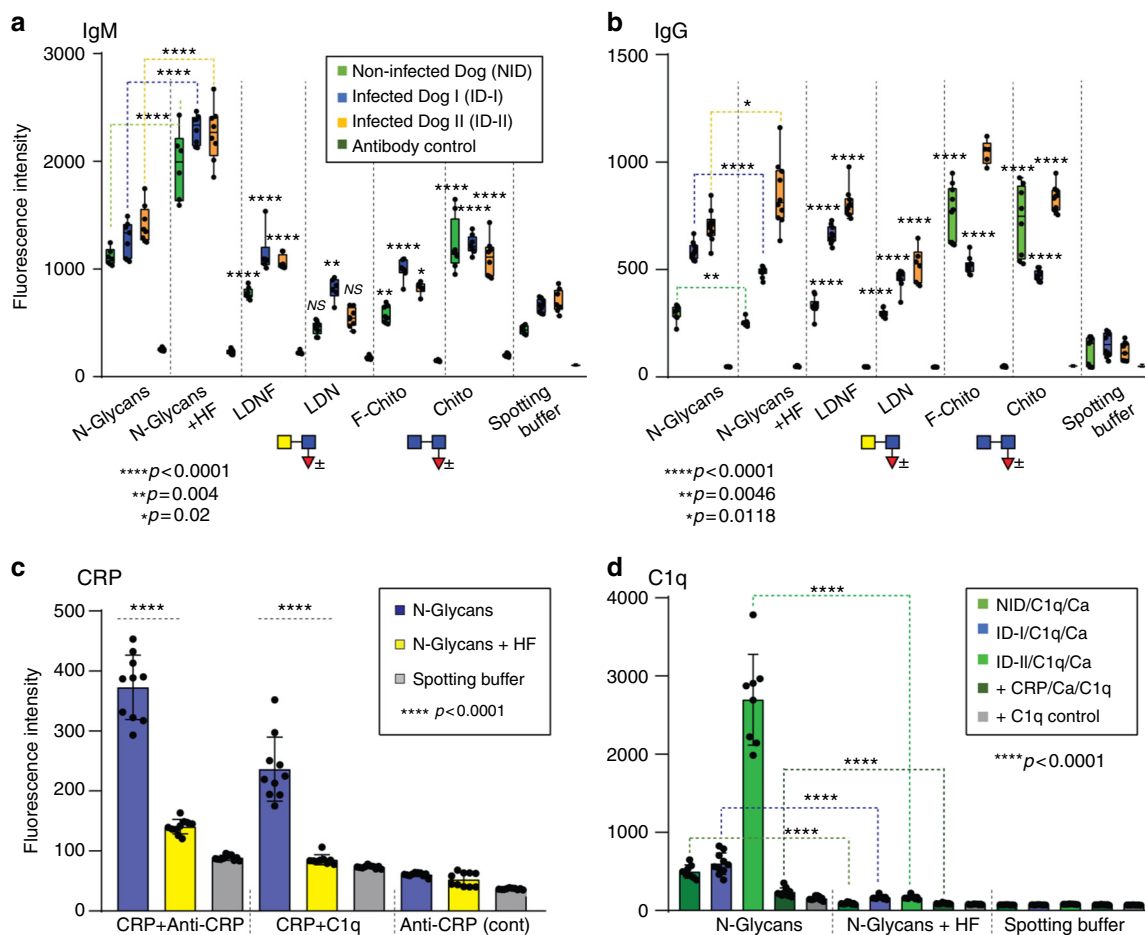 a
IgM
3000
2000
1000
0
Fluorescence intensity
****
****
****
Non-infected Dog (NID)
Infected Dog I (ID-I)
Infected Dog II (ID-II)
Antibody control
****
****
****
NS
**
NS
**
****
*
****
****
****
N-Glycans
N-Glycans
+HF
LDNF
LDN
F-Chito
Chito
Spotting
buffer
±
±
****p<0.0001
**p=0.004
*p=0.02
b
IgG
1500
1000
500
0
*
****
**
****
****
****
****
****
****
****
****
****
N-Glycans
N-Glycans
+HF
LDNF
LDN
F-Chito
Chito
Spotting
buffer
±
±
****p<0.0001
**p=0.0046
*p=0.0118
c
CRP
500
400
300
200
100
0
Fluorescence intensity
****
****
N-Glycans
N-Glycans + HF
Spotting buffer
**** p<0.0001
CRP+Anti-CRP
CRP+C1q
Anti-CRP (cont)
d
C1q
4000
3000
2000
1000
0
****
****
****
****
NID/C1q/Ca
ID-I/C1q/Ca
ID-II/C1q/Ca
+ CRP/Ca/C1q
+ C1q control
****p<0.0001
N-Glycans
N-Glycans + HF
Spotting buffer